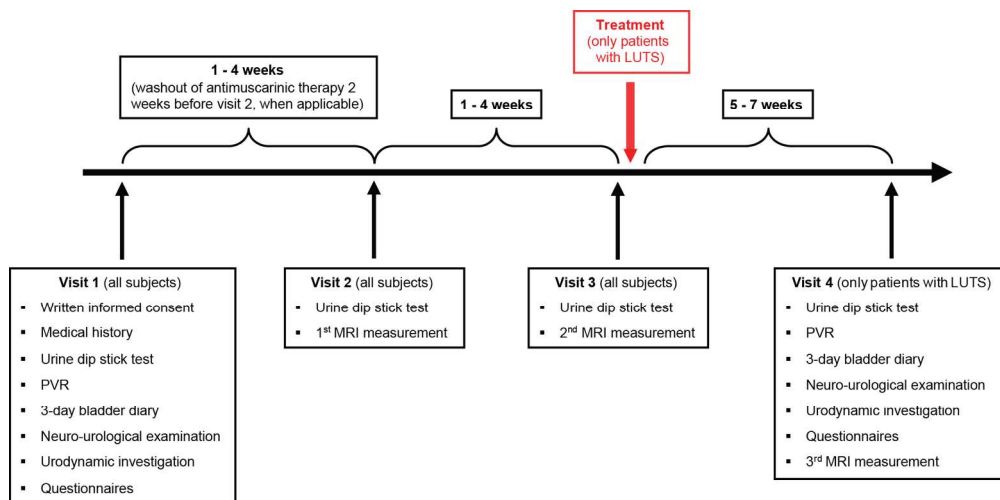 Treatment
(only patients
with LUTS)
1 - 4 weeks
(washout of antimuscarinic therapy 2
weeks before visit 2, when applicable)
1 - 4 weeks
5 - 7 weeks
Visit 1 (all subjects)
▪ Written informed consent
▪ Medical history
▪ Urine dip stick test
▪ PVR
▪ 3-day bladder diary
▪ Neuro-urological examination
▪ Urodynamic investigation
▪ Questionnaires
Visit 2 (all subjects)
▪ Urine dip stick test
▪ 1st MRI measurement
Visit 3 (all subjects)
▪ Urine dip stick test
▪ 2nd MRI measurement
Visit 4 (only patients with LUTS)
▪ Urine dip stick test
▪ PVR
▪ 3-day bladder diary
▪ Neuro-urological examination
▪ Urodynamic investigation
▪ Questionnaires
▪ 3rd MRI measurement